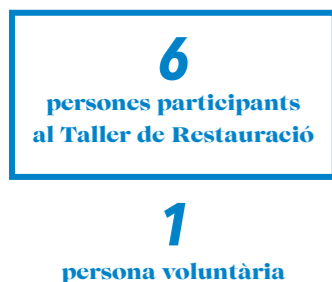 6
persones participants
al Taller de Restauració
1
persona voluntària